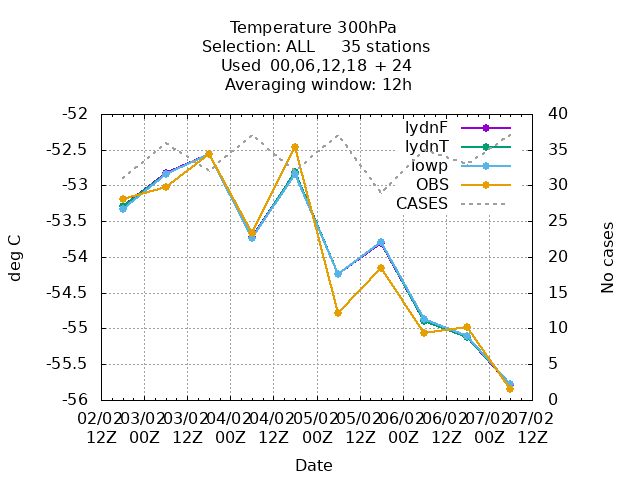 Temperature 300hPa
Selection: ALL 35 stations
Used 00,06,12,18 + 24
Averaging window: 12h
-52
-52.5
-53
-53.5
-54
-54.5
-55
-55.5
-56
deg C
40
35
30
25
20
15
10
5
0
No cases
lydnF
lydnT
iowp
OBS
CASES
02/02 03/02 03/02 04/02 04/02 05/02 05/02 06/02 06/02 07/02 07/02
12Z 00Z 12Z 00Z 12Z 00Z 12Z 00Z 12Z 00Z 12Z
Date